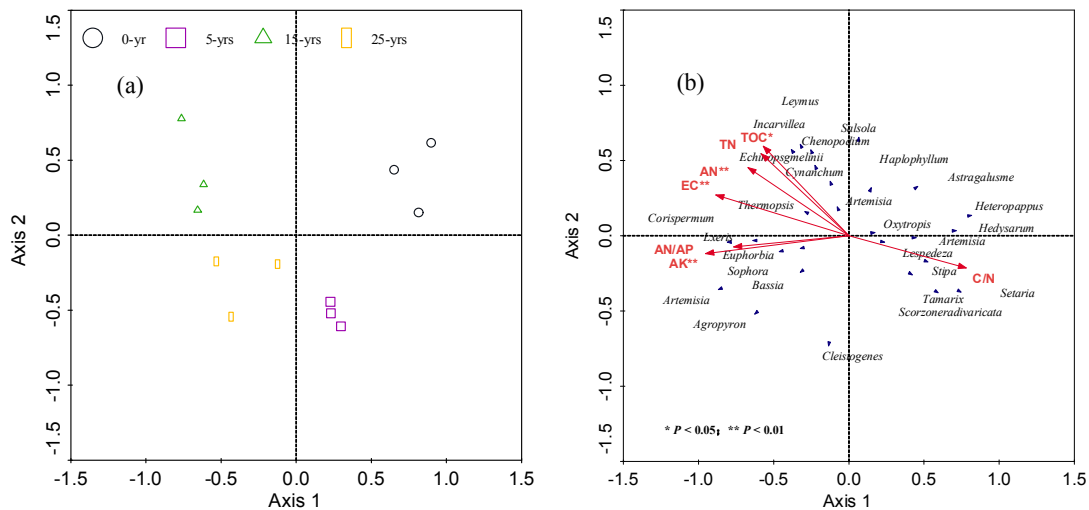 1.5
1.0
0.5
0.0
-0.5
-1.0
-1.5
Axis 2
0-yr
5-yrs
15-yrs
25-yrs
(a)
-1.5 -1.0 -0.5 0.0 0.5 1.0 1.5
Axis 1
1.5
1.0
0.5
0.0
-0.5
-1.0
-1.5
Axis 2
(b)
Leymus
Incarvillea
Salsola
TN
TOC*
Chenopodium
Echinopsgmelinii
Haplophyllum
AN**
Cynanchum
Astragalusme
EC**
Thermopsis
Artemisia
Heteropappus
Corispermum
Oxytropis
Hedysarum
Ixeris
Artemisia
AN/AP
Euphorbia
Lespedeza
AK**
Sophora
Stipa
C/N
Bassia
Artemisia
Tamarix
Setaria
Scorzoneradivaricata
Agropyron
Cleistogenes
* P < 0.05; ** P < 0.01
-1.5 -1.0 -0.5 0.0 0.5 1.0 1.5
Axis 1